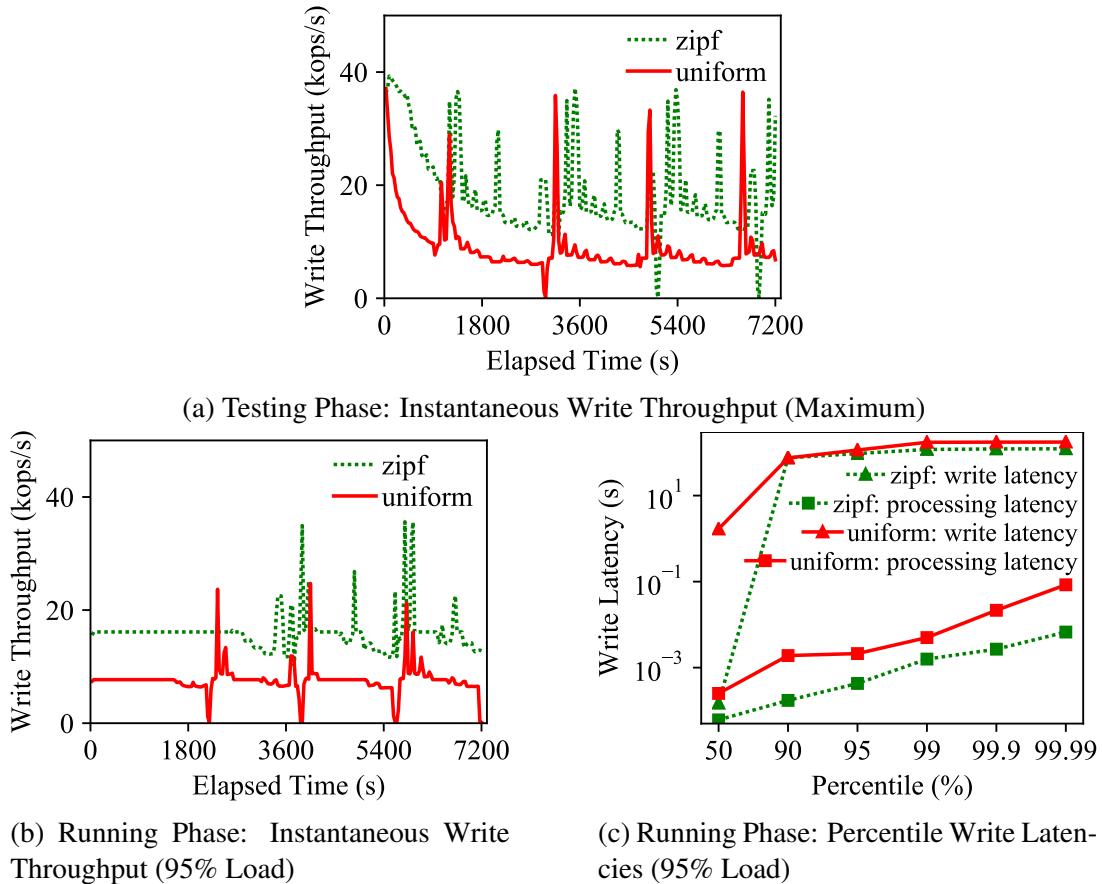 zipf
uniform
Write Throughput (kops/s)
40
20
0
0 1800 3600 5400 7200
Elapsed Time (s)
(a) Testing Phase: Instantaneous Write Throughput (Maximum)
zipf
uniform
Write Throughput (kops/s)
40
20
0
0 1800 3600 5400 7200
Elapsed Time (s)
(b) Running Phase: Instantaneous Write
Throughput (95% Load)
zipf: write latency
zipf: processing latency
uniform: write latency
uniform: processing latency
Write Latency (s)
10¹
10⁻¹
10⁻³
50 90 95 99 99.9 99.99
Percentile (%)
(c) Running Phase: Percentile Write Laten-
cies (95% Load)